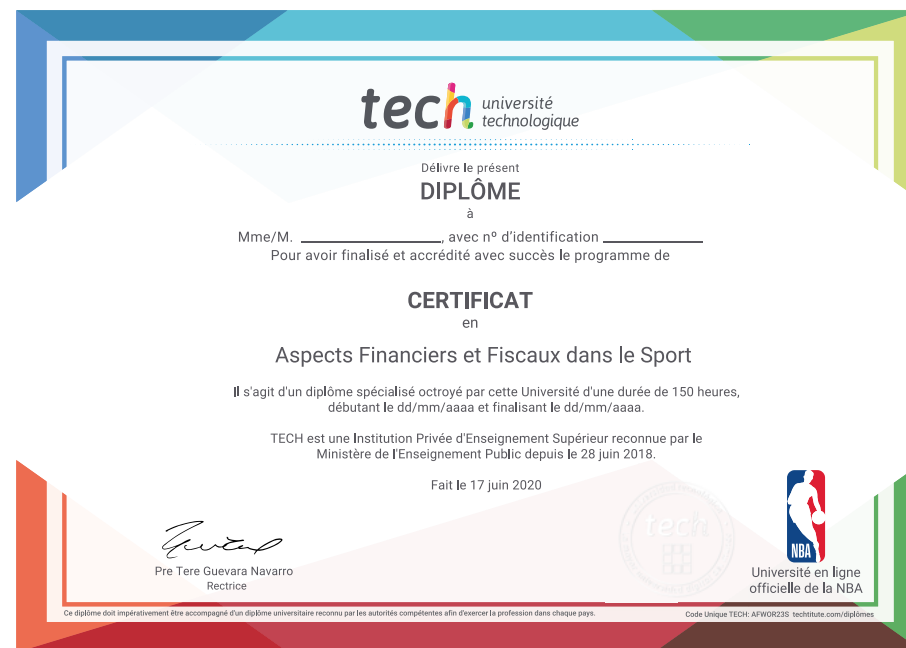 tech université
technologique
Délivre le présent
DIPLÔME
à
Mme/M. ____________________, avec nº d'identification ______________
Pour avoir finalisé et accrédité avec succès le programme de
CERTIFICAT
en
Aspects Financiers et Fiscaux dans le Sport
Il s'agit d'un diplôme spécialisé octroyé par cette Université d'une durée de 150 heures,
débutant le dd/mm/aaaa et finalisant le dd/mm/aaaa.
TECH est une Institution Privée d'Enseignement Supérieur reconnue par le
Ministère de l'Enseignement Public depuis le 28 juin 2018.
Fait le 17 juin 2020
tech
NBA
Pre Tere Guevara Navarro
Rectrice
Université en ligne
officielle de la NBA
Ce diplôme doit impérativement être accompagné d'un diplôme universitaire reconnu par les autorités compétentes afin d'exercer la profession dans chaque pays.
Code Unique TECH: AFWOR23S techtitute.com/diplômes